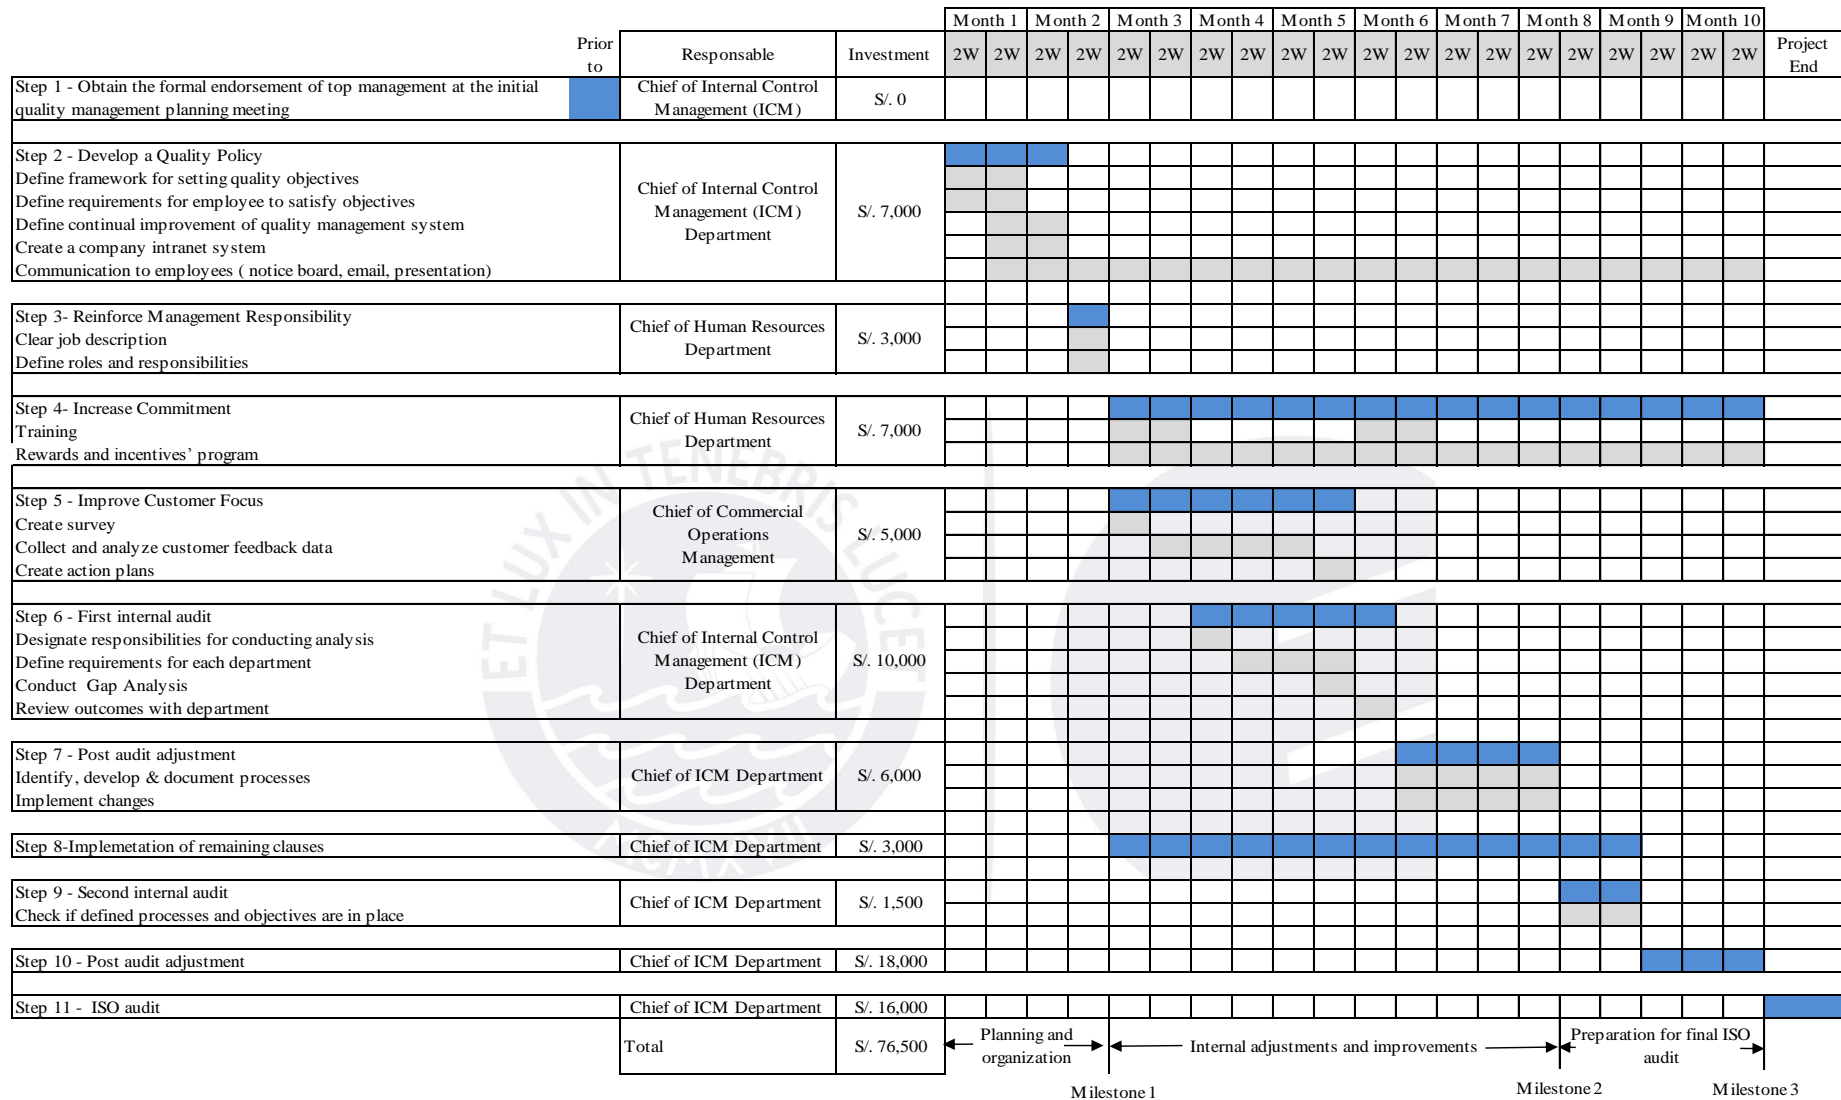 Month 1 Month 2 Month 3 Month 4 Month 5 Month 6 Month 7 Month 8 Month 9 Month 10
Prior to Responsable Investment 2W 2W 2W 2W 2W 2W 2W 2W 2W 2W 2W 2W 2W 2W 2W 2W 2W 2W 2W 2W Project End
Step 1 - Obtain the formal endorsement of top management at the initial
quality management planning meeting
Chief of Internal Control
Management (ICM)
S/. 0
Step 2 - Develop a Quality Policy
Define framework for setting quality objectives
Define requirements for employee to satisfy objectives
Define continual improvement of quality management system
Create a company intranet system
Communication to employees ( notice board, email, presentation)
Chief of Internal Control
Management (ICM)
Department
S/. 7,000
Step 3- Reinforce Management Responsibility
Clear job description
Define roles and responsibilities
Chief of Human Resources
Department
S/. 3,000
Step 4- Increase Commitment
Training
Rewards and incentives’ program
Chief of Human Resources
Department
S/. 7,000
Step 5 - Improve Customer Focus
Create survey
Collect and analyze customer feedback data
Create action plans
Chief of Commercial
Operations
Management
S/. 5,000
Step 6 - First internal audit
Designate responsibilities for conducting analysis
Define requirements for each department
Conduct Gap Analysis
Review outcomes with department
Chief of Internal Control
Management (ICM)
Department
S/. 10,000
Step 7 - Post audit adjustment
Identify, develop & document processes
Implement changes
Chief of ICM Department
S/. 6,000
Step 8-Implemetation of remaining clauses
Chief of ICM Department
S/. 3,000
Step 9 - Second internal audit
Check if defined processes and objectives are in place
Chief of ICM Department
S/. 1,500
Step 10 - Post audit adjustment
Chief of ICM Department
S/. 18,000
Step 11 - ISO audit
Chief of ICM Department
S/. 16,000
Total
S/. 76,500
Planning and
organization
Internal adjustments and improvements
Preparation for final ISO
audit
Milestone 1
Milestone 2
Milestone 3
ET LUX IN TENEBRIS LUCET
MCMXVII